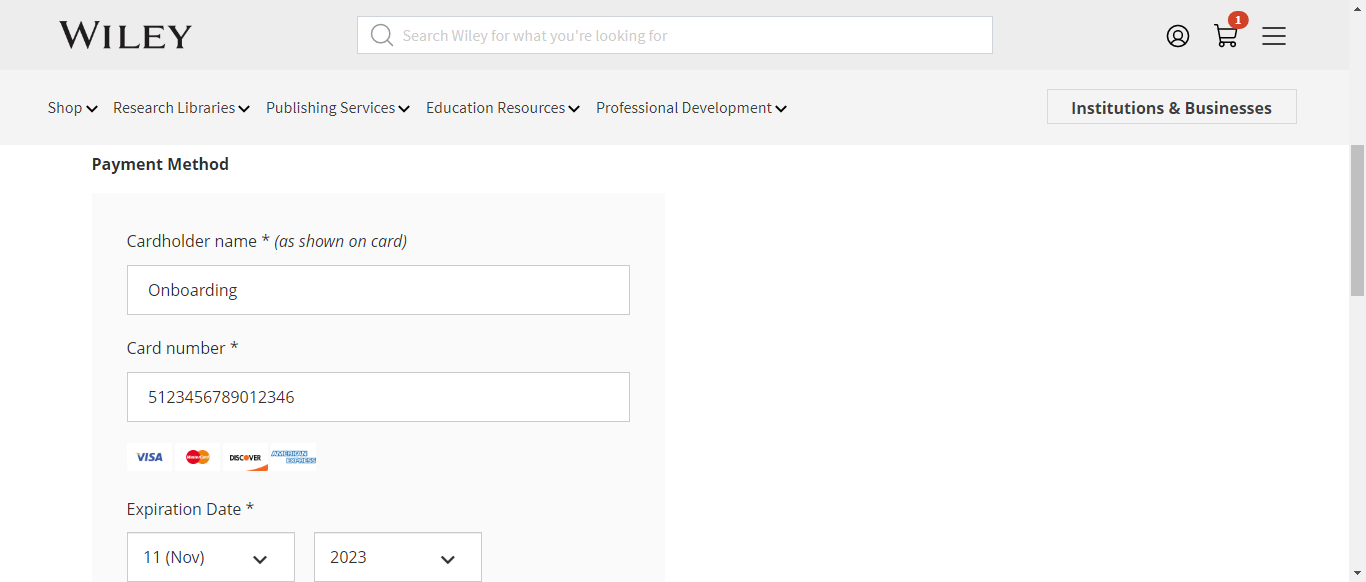 WILEY
Search Wiley for what you're looking for
1
Shop Research Libraries Publishing Services Education Resources Professional Development
Institutions & Businesses
Payment Method
Cardholder name * (as shown on card)
Onboarding
Card number *
5123456789012346
VISA MasterCard DISCOVER AMERICAN EXPRESS
Expiration Date *
11 (Nov) 2023